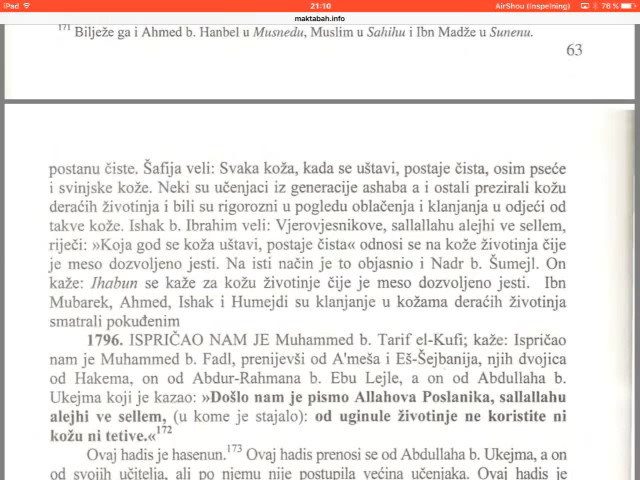 iPad
21:10
AirShou (Inspelning)
76 %
maktabah.info
171 Bilježe ga i Ahmed b. Hanbel u Musnedu, Muslim u Sahihu i Ibn Madže u Sunenu.
63
postanu čiste. Šafija veli: Svaka koža, kada se uštavi, postaje čista, osim pseće
i svinjske kože. Neki su učenjaci iz generacije ashaba a i ostali prezirali kožu
deraćih životinja i bili su rigorozni u pogledu oblačenja i klanjanja u odjeći od
takve kože. Ishak b. Ibrahim veli: Vjerovjesnikove, sallallahu alejhi ve sellem,
riječi: »Koja god se koža uštavi, postaje čista« odnosi se na kože životinja čije
je meso dozvoljeno jesti. Na isti način je to objasnio i Nadr b. Šumejl. On
kaže: Ihabun se kaže za kožu životinje čije je meso dozvoljeno jesti. Ibn
Mubarek, Ahmed, Ishak i Humejdi su klanjanje u kožama deraćih životinja
smatrali pokuđenim
1796. ISPRIČAO NAM JE Muhammed b. Tarif el-Kufi; kaže: Ispričao
nam je Muhammed b. Fadl, prenijevši od A'meša i Eš-Šejbanija, njih dvojica
od Hakema, on od Abdur-Rahmana b. Ebu Lejle, a on od Abdullaha b.
Ukejma koji je kazao: »Došlo nam je pismo Allahova Poslanika, sallallahu
alejhi ve sellem, (u kome je stajalo): od uginule životinje ne koristite ni
kožu ni tetive.«172
Ovaj hadis je hasenun.173 Ovaj hadis prenosi se od Abdullaha b. Ukejma, a on
od svojih učitelja, ali po njemu nije postupila većina učenjaka. Ovaj hadis je